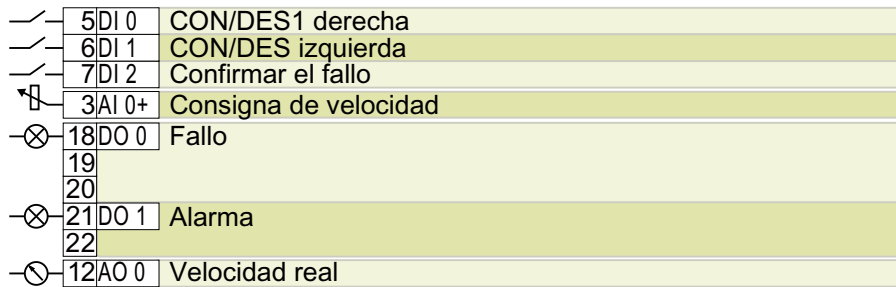 5 DI 0 CON/DES1 derecha
6 DI 1 CON/DES izquierda
7 DI 2 Confirmar el fallo
3 AI 0+ Consigna de velocidad
18 DO 0 Fallo
19
20
21 DO 1 Alarma
22
12 AO 0 Velocidad real